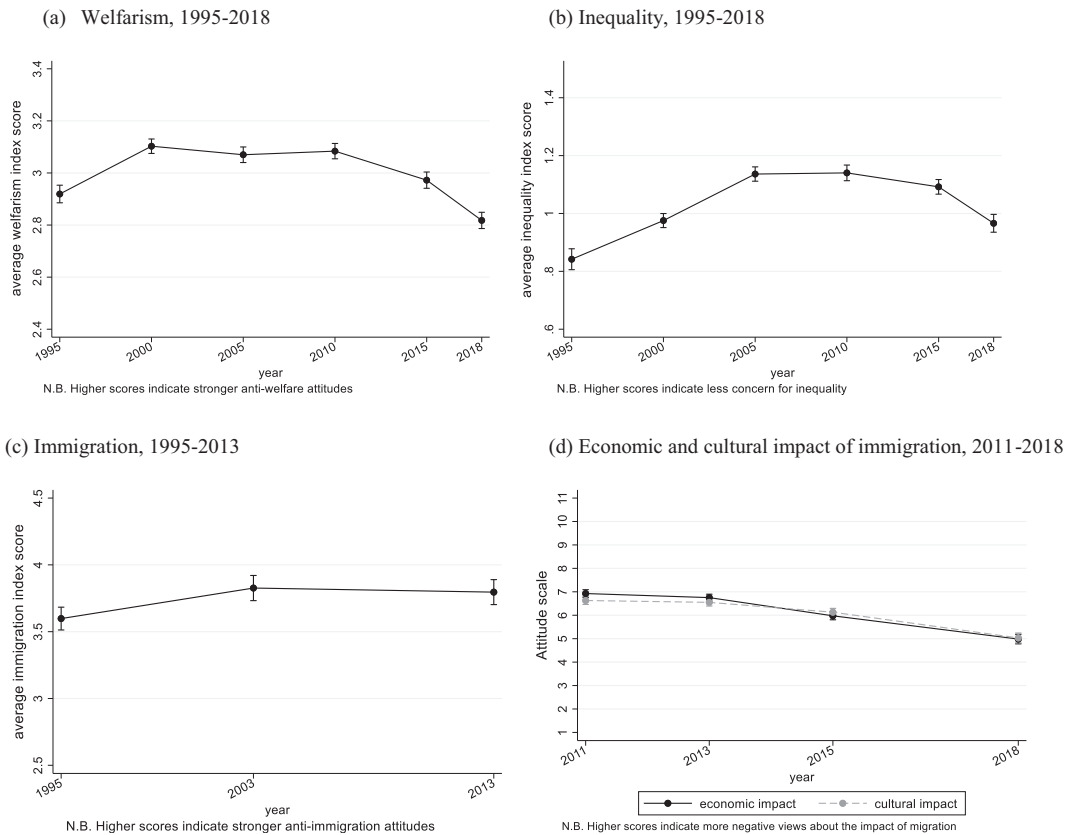 (a) Welfarism, 1995-2018
average welfarism index score
3.4
3.2
3
2.8
2.6
2.4
1995
2000
2005
2010
2015
2018
year
N.B. Higher scores indicate stronger anti-welfare attitudes
(b) Inequality, 1995-2018
average inequality index score
1.4
1.2
1
.8
.6
1995
2000
2005
2010
2015
2018
year
N.B. Higher scores indicate less concern for inequality
(c) Immigration, 1995-2013
average immigration index score
4.5
4
3.5
3
2.5
1995
2003
2013
year
N.B. Higher scores indicate stronger anti-immigration attitudes
(d) Economic and cultural impact of immigration, 2011-2018
Attitude scale
11
10
9
8
7
6
5
4
3
2
1
2011
2013
2015
2018
year
economic impact
cultural impact
N.B. Higher scores indicate more negative views about the impact of migration